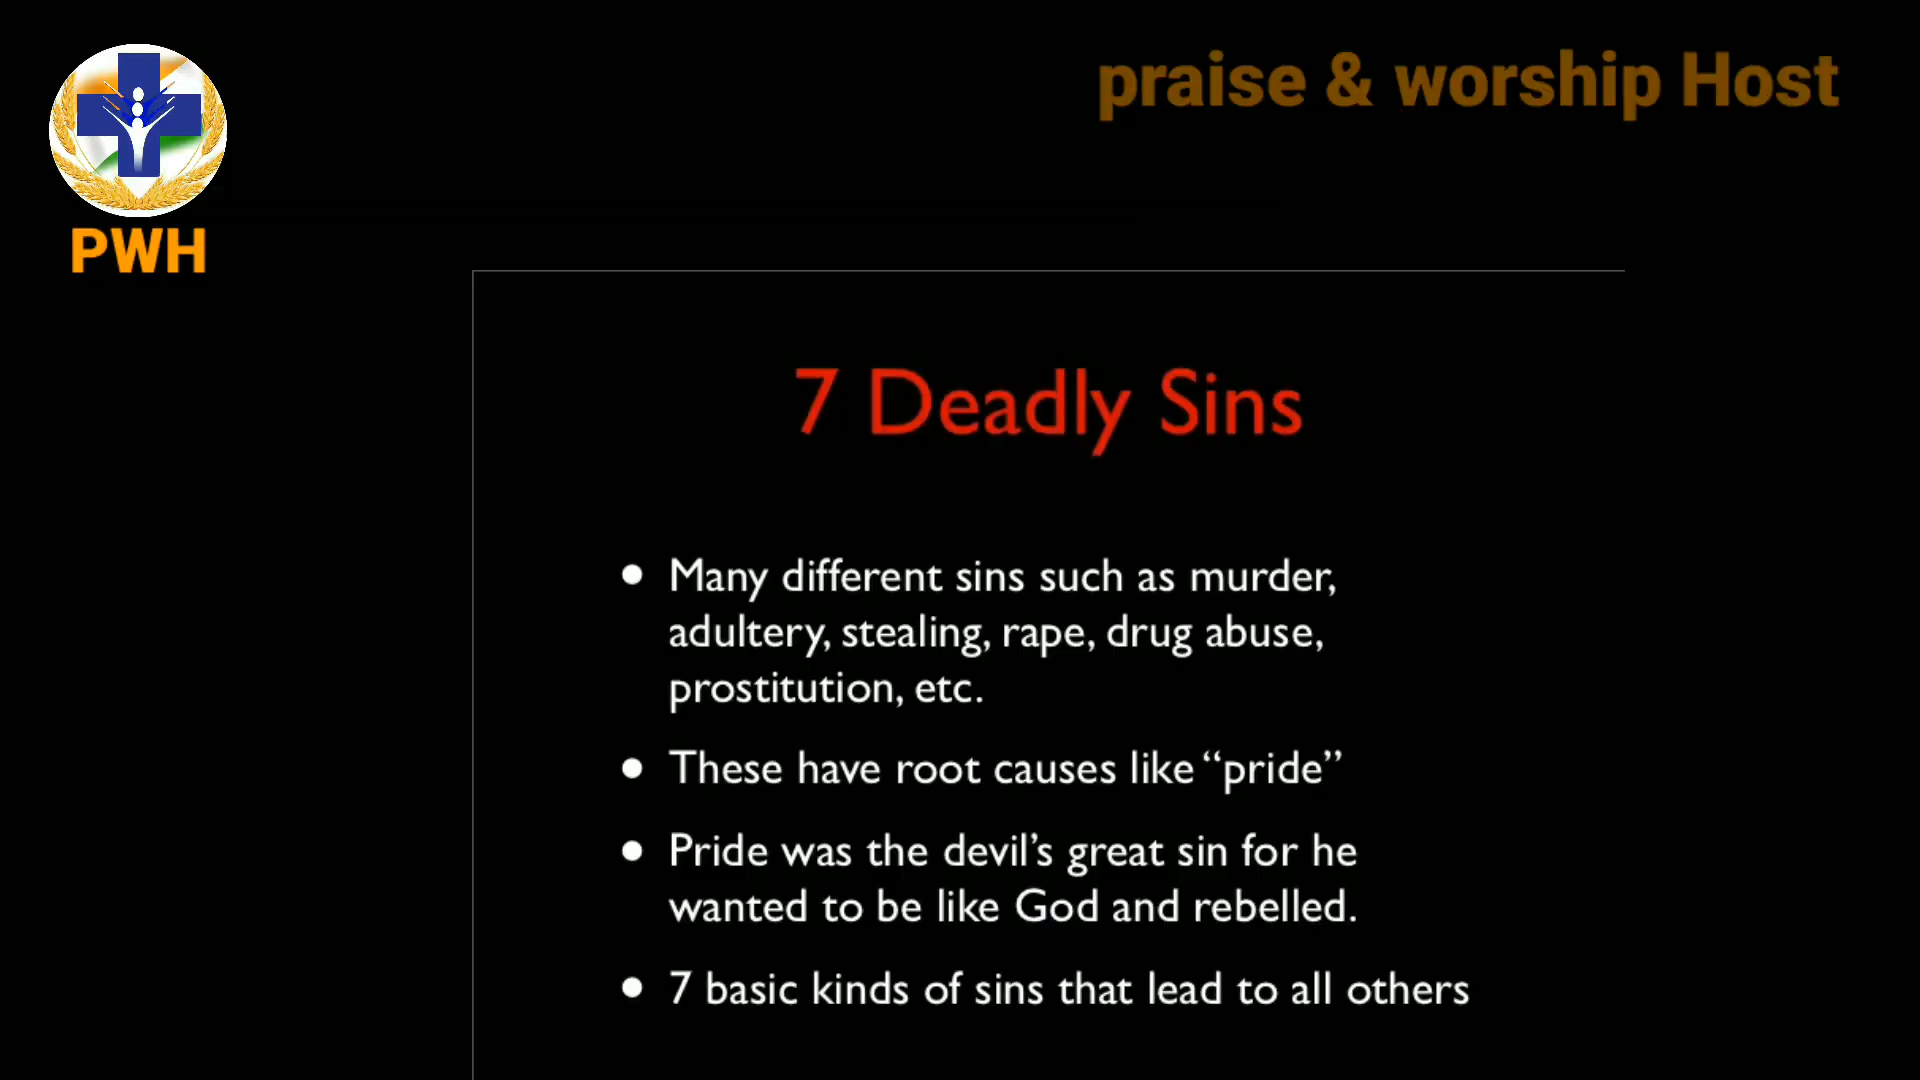 praise & worship Host
PWH
7 Deadly Sins
• Many different sins such as murder,
adultery, stealing, rape, drug abuse,
prostitution, etc.
• These have root causes like “pride”
• Pride was the devil’s great sin for he
wanted to be like God and rebelled.
• 7 basic kinds of sins that lead to all others